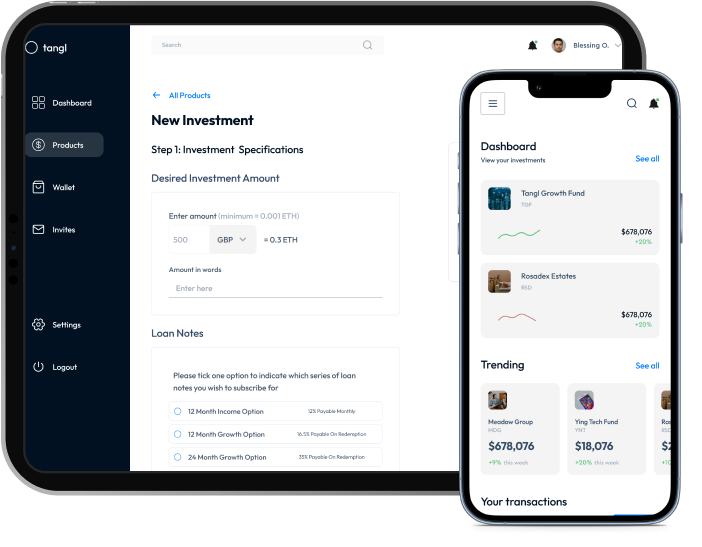 tangl
Dashboard
Products
Wallet
Invites
Settings
Logout
Search
Blessing O.
All Products
New Investment
Step 1: Investment Specifications
Desired Investment Amount
Enter amount (minimum = 0.001 ETH)
500 GBP = 0.3 ETH
Amount in words
Enter here
Loan Notes
Please tick one option to indicate which series of loan
notes you wish to subscribe for
12 Month Income Option 12% Payable Monthly
12 Month Growth Option 16.5% Payable On Redemption
24 Month Growth Option 35% Payable On Redemption
Dashboard
View your investments See all
Tangl Growth Fund
TGF
$678,076
+20%
Rosadex Estates
RSD
$678,076
+20%
Trending See all
Meadow Group
MDG
$678,076
+9% this week
Ying Tech Fund
YNT
$18,076
+20% this week
Your transactions